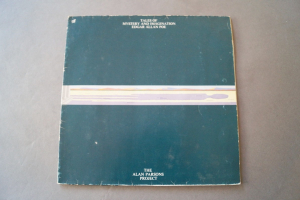 TALES OF
MYSTERY AND IMAGINATION
EDGAR ALLAN POE
THE
ALAN PARSONS
PROJECT